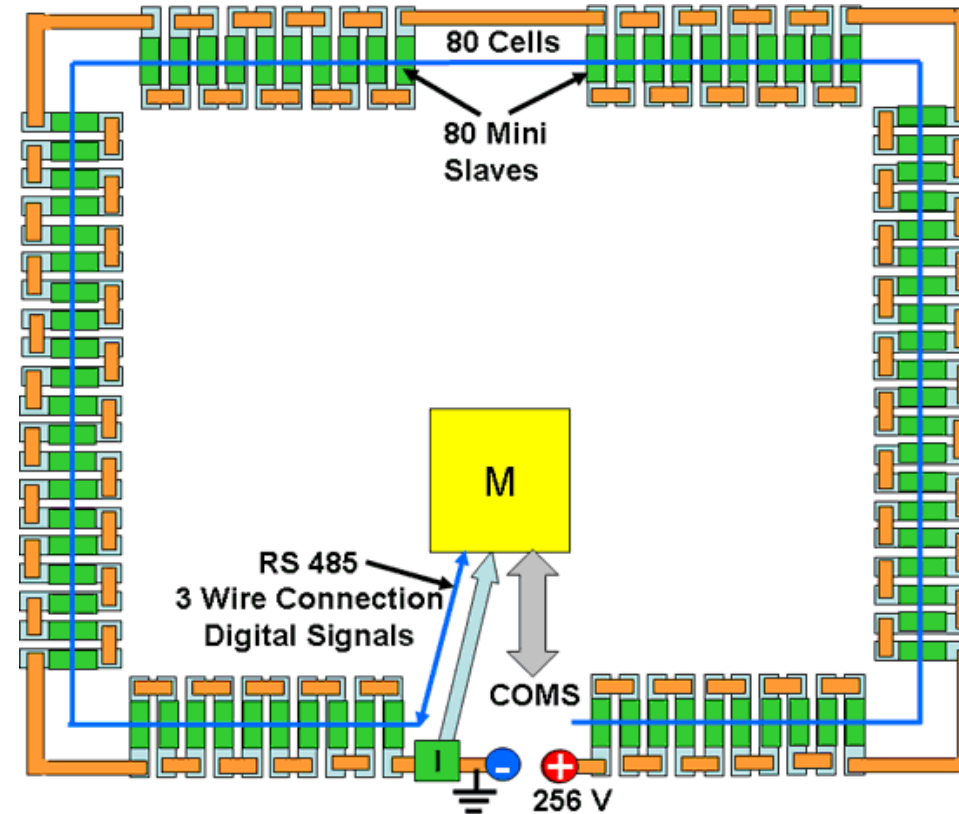 80 Cells
80 Mini
Slaves
M
RS 485
3 Wire Connection
Digital Signals
COMS
I
-
+
256 V